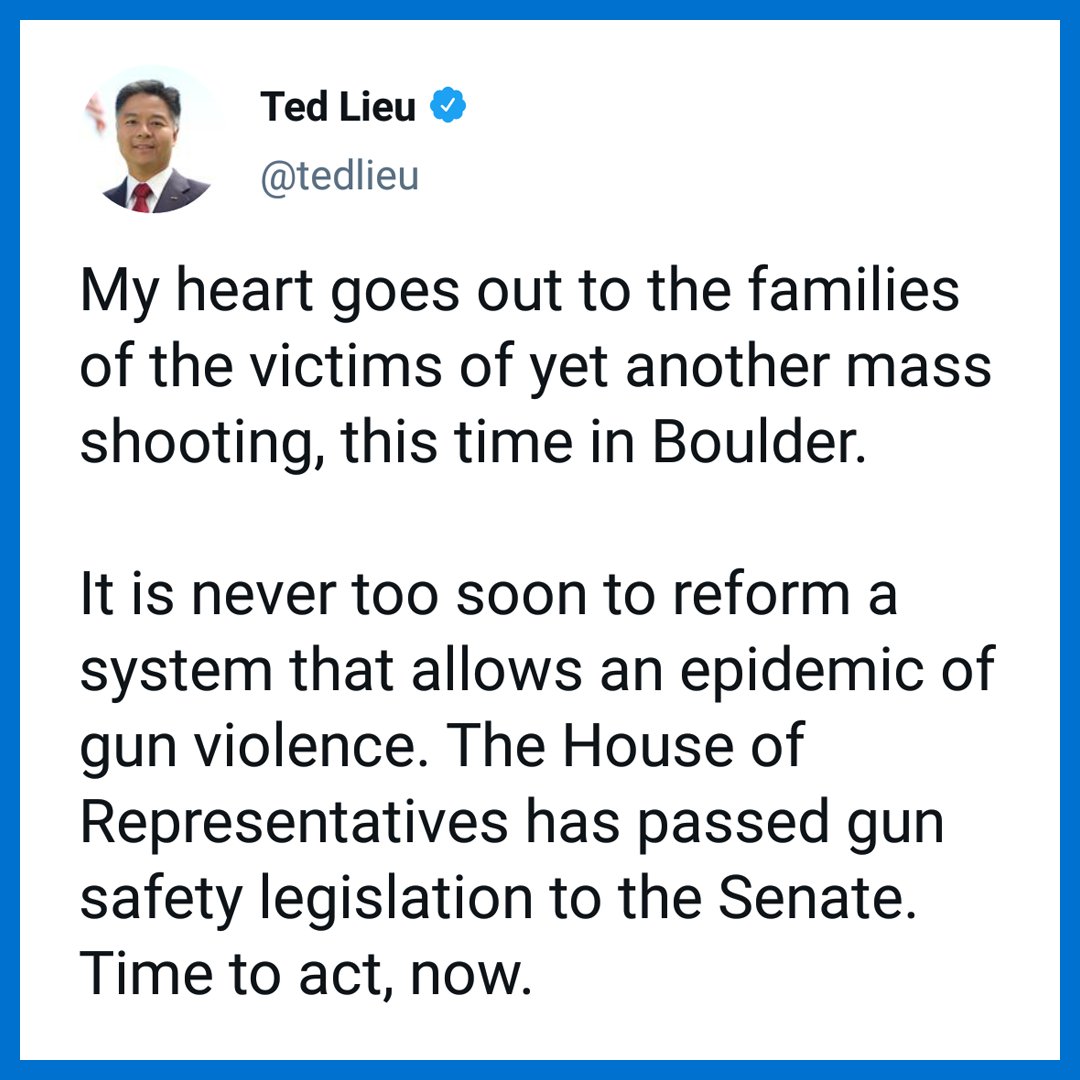 Ted Lieu
@tedlieu
My heart goes out to the families
of the victims of yet another mass
shooting, this time in Boulder.
It is never too soon to reform a
system that allows an epidemic of
gun violence. The House of
Representatives has passed gun
safety legislation to the Senate.
Time to act, now.